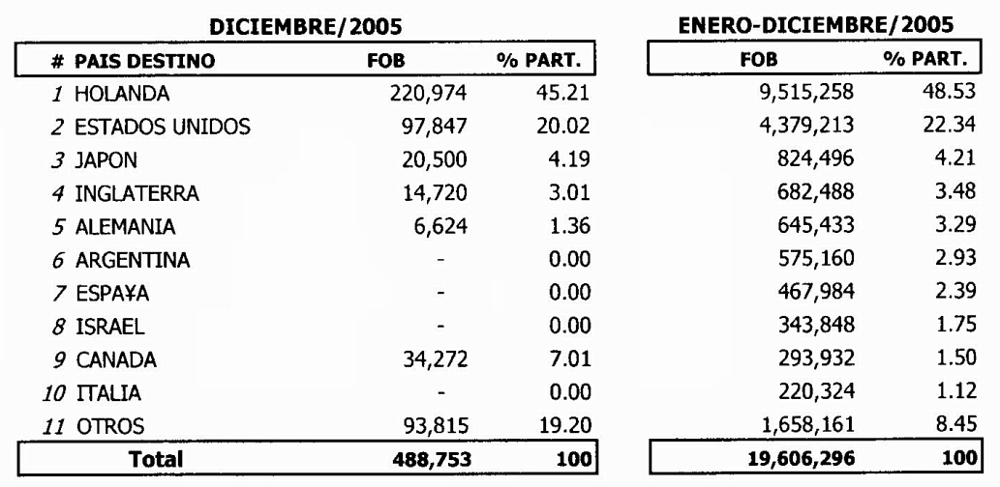 DICIEMBRE/2005 ENERO-DICIEMBRE/2005
# PAIS DESTINO FOB % PART. FOB % PART.
1 HOLANDA 220,974 45.21 9,515,258 48.53
2 ESTADOS UNIDOS 97,847 20.02 4,379,213 22.34
3 JAPON 20,500 4.19 824,496 4.21
4 INGLATERRA 14,720 3.01 682,488 3.48
5 ALEMANIA 6,624 1.36 645,433 3.29
6 ARGENTINA - 0.00 575,160 2.93
7 ESPA¥A - 0.00 467,984 2.39
8 ISRAEL - 0.00 343,848 1.75
9 CANADA 34,272 7.01 293,932 1.50
10 ITALIA - 0.00 220,324 1.12
11 OTROS 93,815 19.20 1,658,161 8.45
Total 488,753 100 19,606,296 100